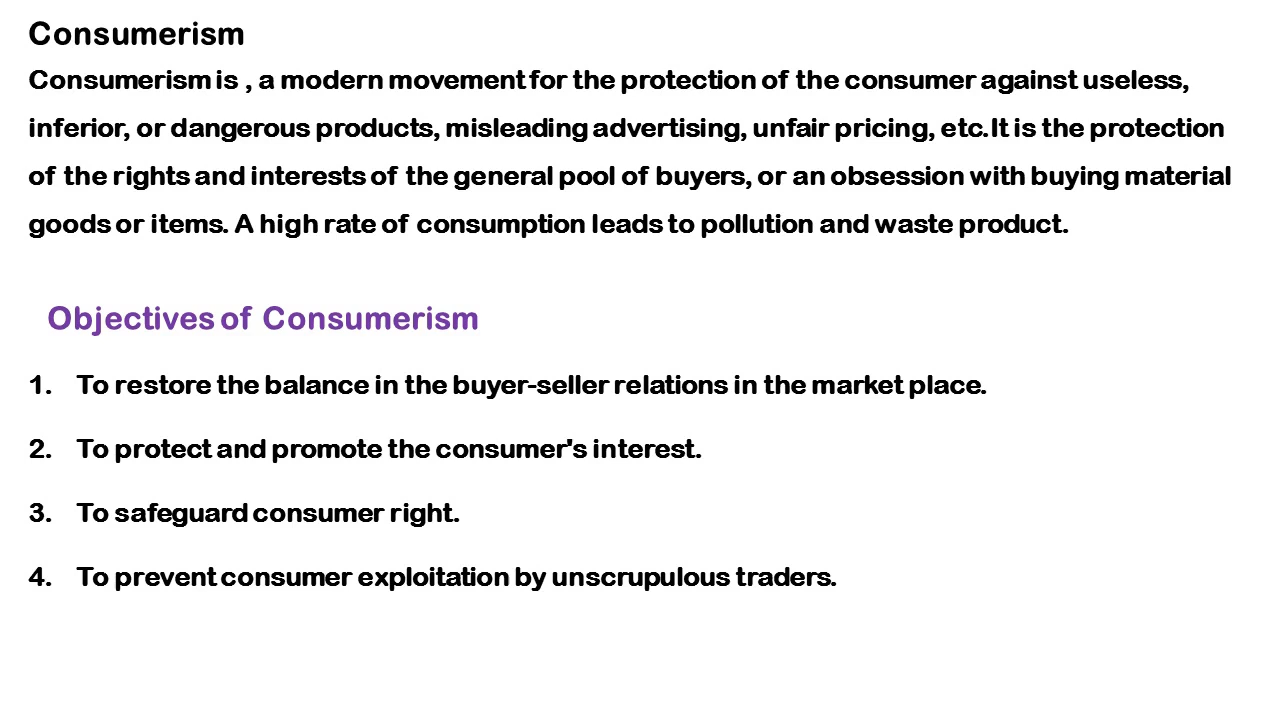 Consumerism
Consumerism is , a modern movement for the protection of the consumer against useless,
inferior, or dangerous products, misleading advertising, unfair pricing, etc.It is the protection
of the rights and interests of the general pool of buyers, or an obsession with buying material
goods or items. A high rate of consumption leads to pollution and waste product.
Objectives of Consumerism
1. To restore the balance in the buyer-seller relations in the market place.
2. To protect and promote the consumer's interest.
3. To safeguard consumer right.
4. To prevent consumer exploitation by unscrupulous traders.